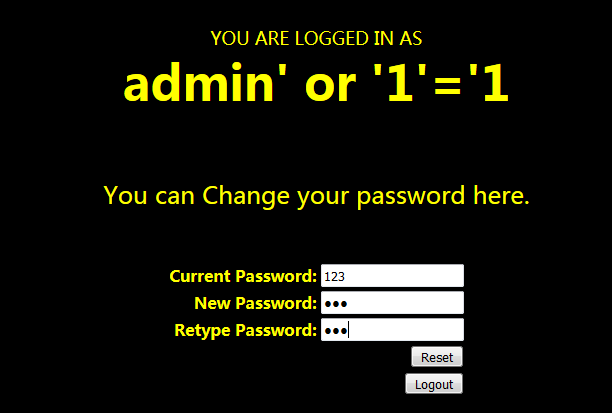 YOU ARE LOGGED IN AS
admin' or '1'='1
You can Change your password here.
Current Password: 123
New Password: •••
Retype Password: •••
Reset
Logout